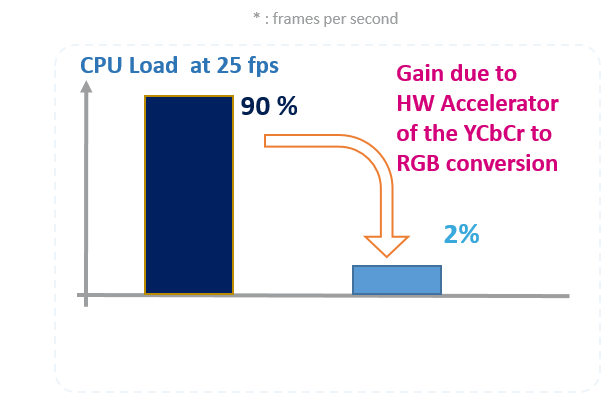 * : frames per second
CPU Load  at 25 fps
90 %
Gain due to
HW Accelerator
of the YCbCr to
RGB conversion
2%